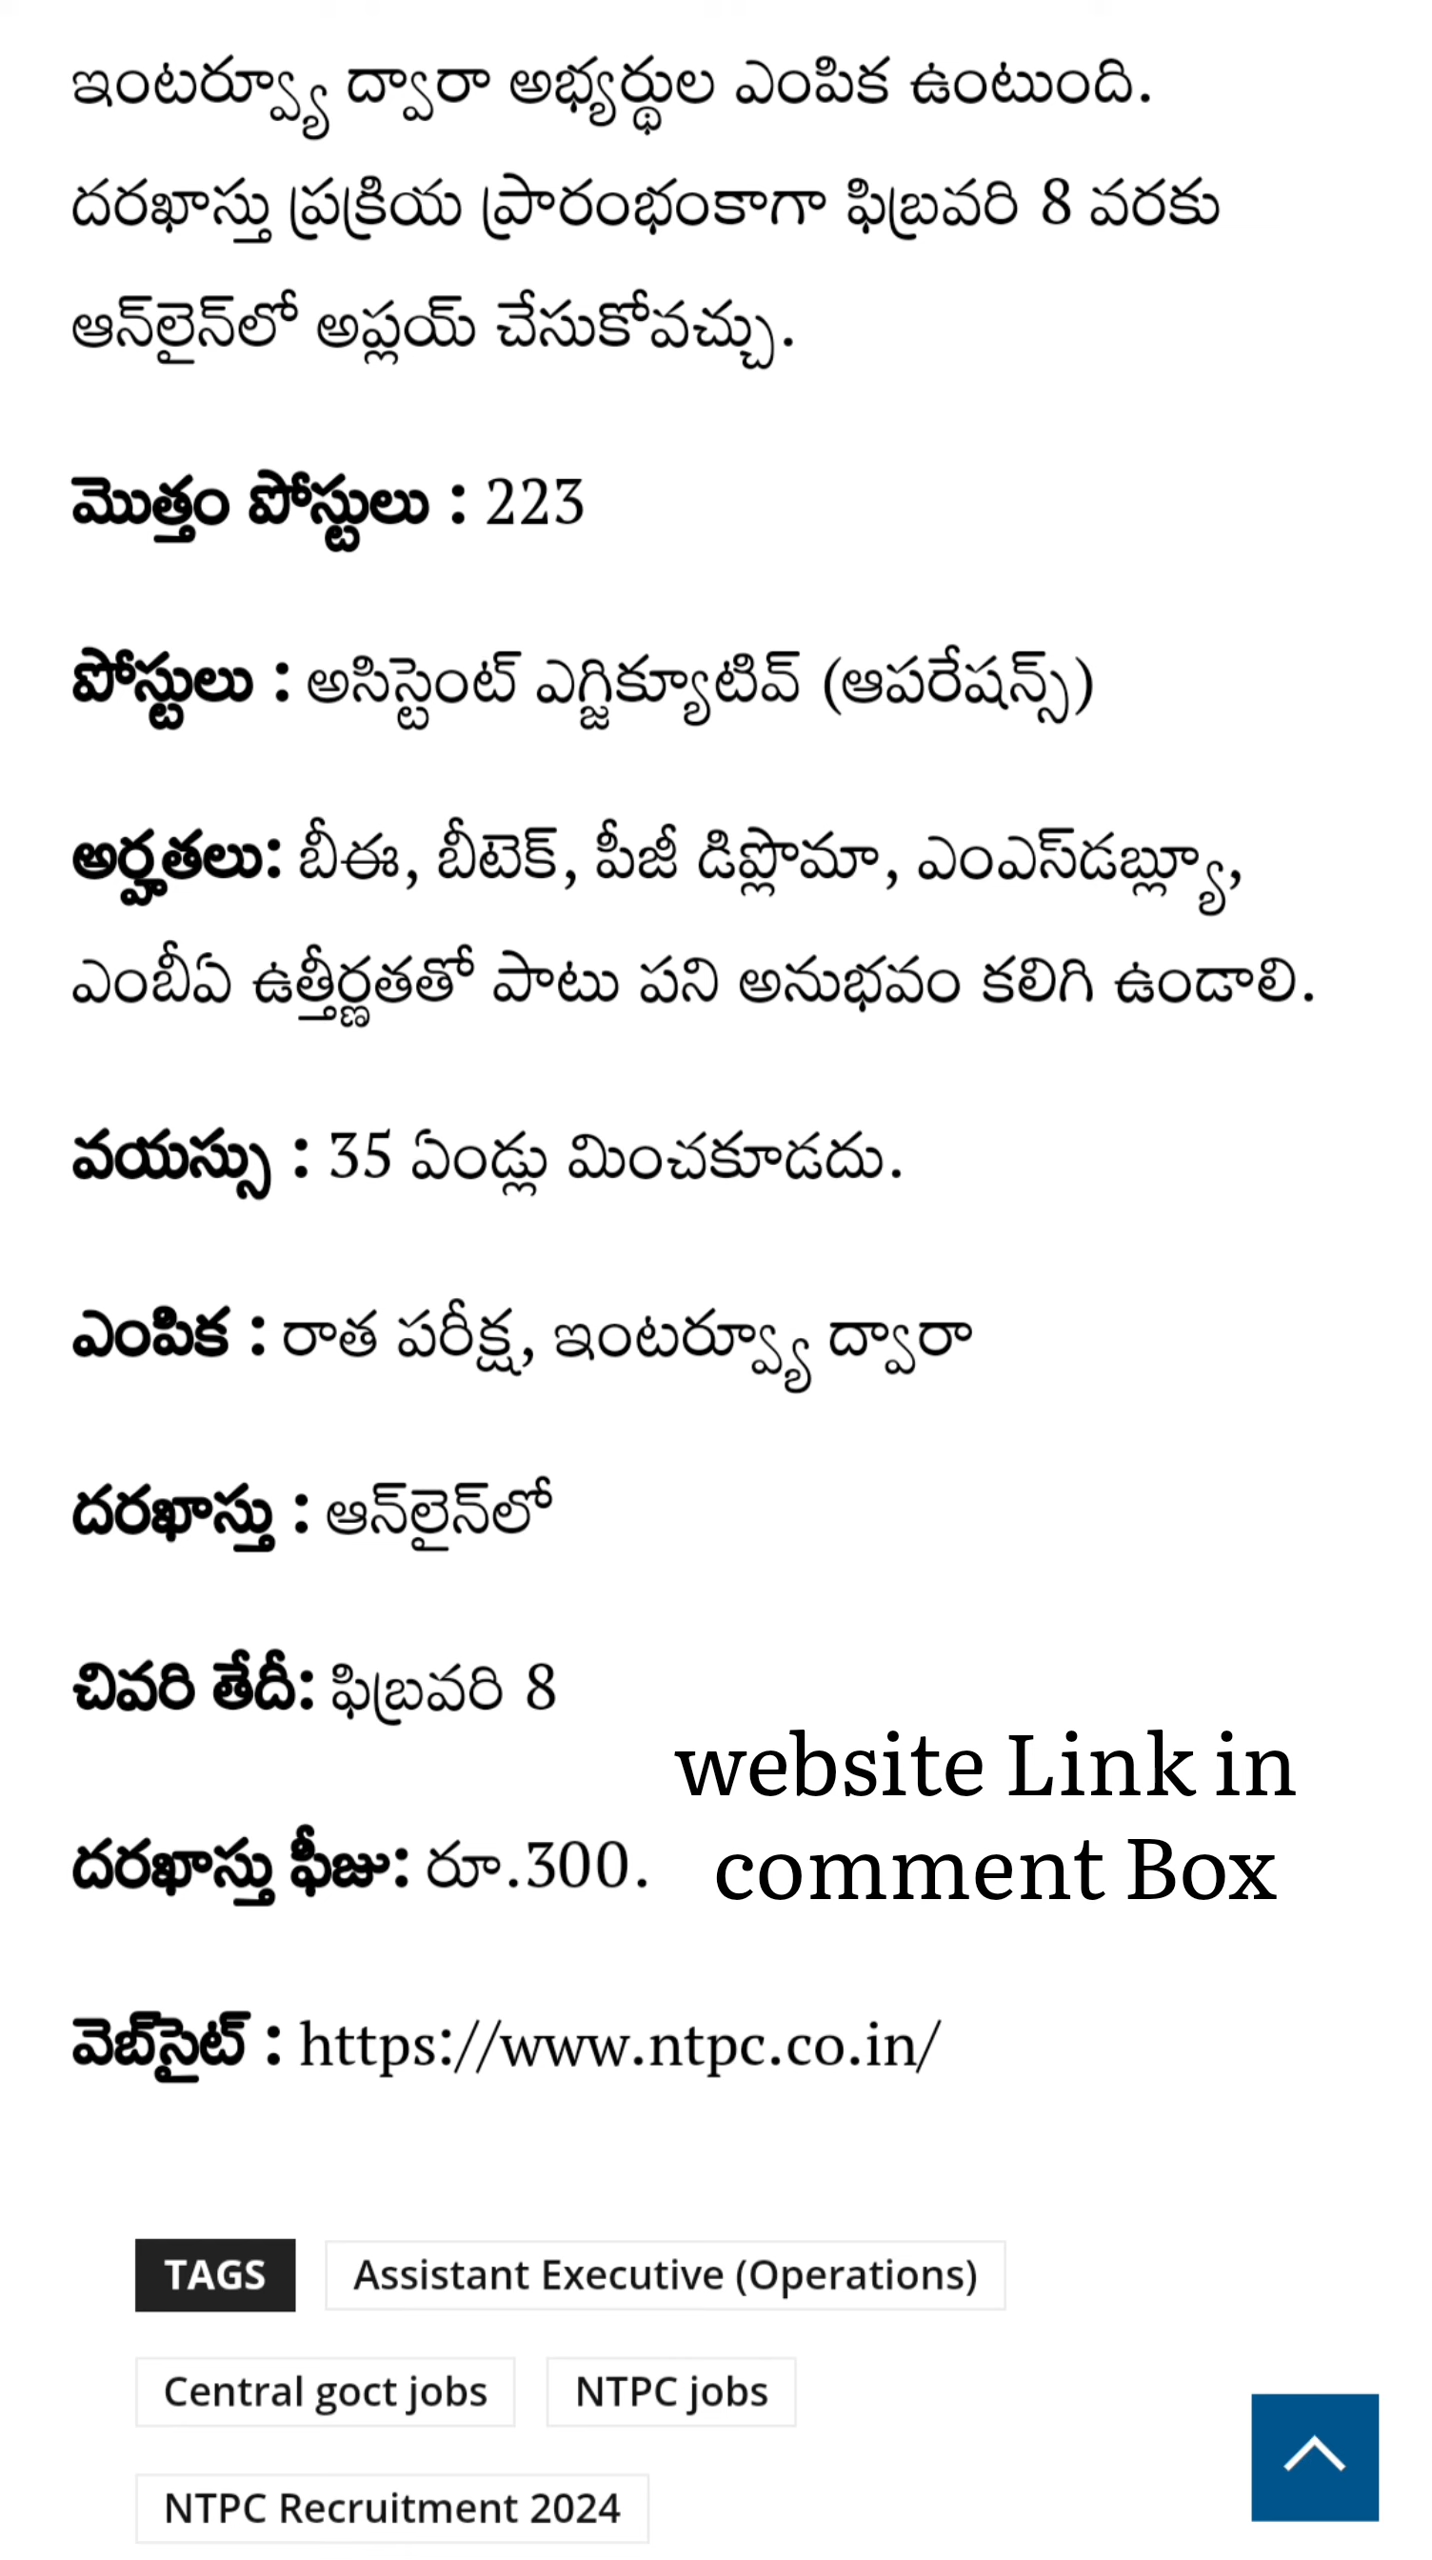 ఇంటర్వ్యూ ద్వారా అభ్యర్థుల ఎంపిక ఉంటుంది.
దరఖాస్తు ప్రక్రియ ప్రారంభంకాగా ఫిబ్రవరి 8 వరకు
ఆన్‌లైన్‌లో అప్లయ్ చేసుకోవచ్చు.
మొత్తం పోస్టులు : 223
పోస్టులు : అసిస్టెంట్ ఎగ్జిక్యూటివ్ (ఆపరేషన్స్)
అర్హతలు: బీఈ, బీటెక్, పీజీ డిప్లొమా, ఎంఎస్‌డబ్ల్యూ,
ఎంబీఏ ఉత్తీర్ణతతో పాటు పని అనుభవం కలిగి ఉండాలి.
వయస్సు : 35 ఏండ్లు మించకూడదు.
ఎంపిక : రాత పరీక్ష, ఇంటర్వ్యూ ద్వారా
దరఖాస్తు : ఆన్‌లైన్‌లో
చివరి తేదీ: ఫిబ్రవరి 8
website Link in
comment Box
దరఖాస్తు ఫీజు: రూ.300.
వెబ్‌సైట్ : https://www.ntpc.co.in/
TAGS Assistant Executive (Operations)
Central goct jobs NTPC jobs
NTPC Recruitment 2024